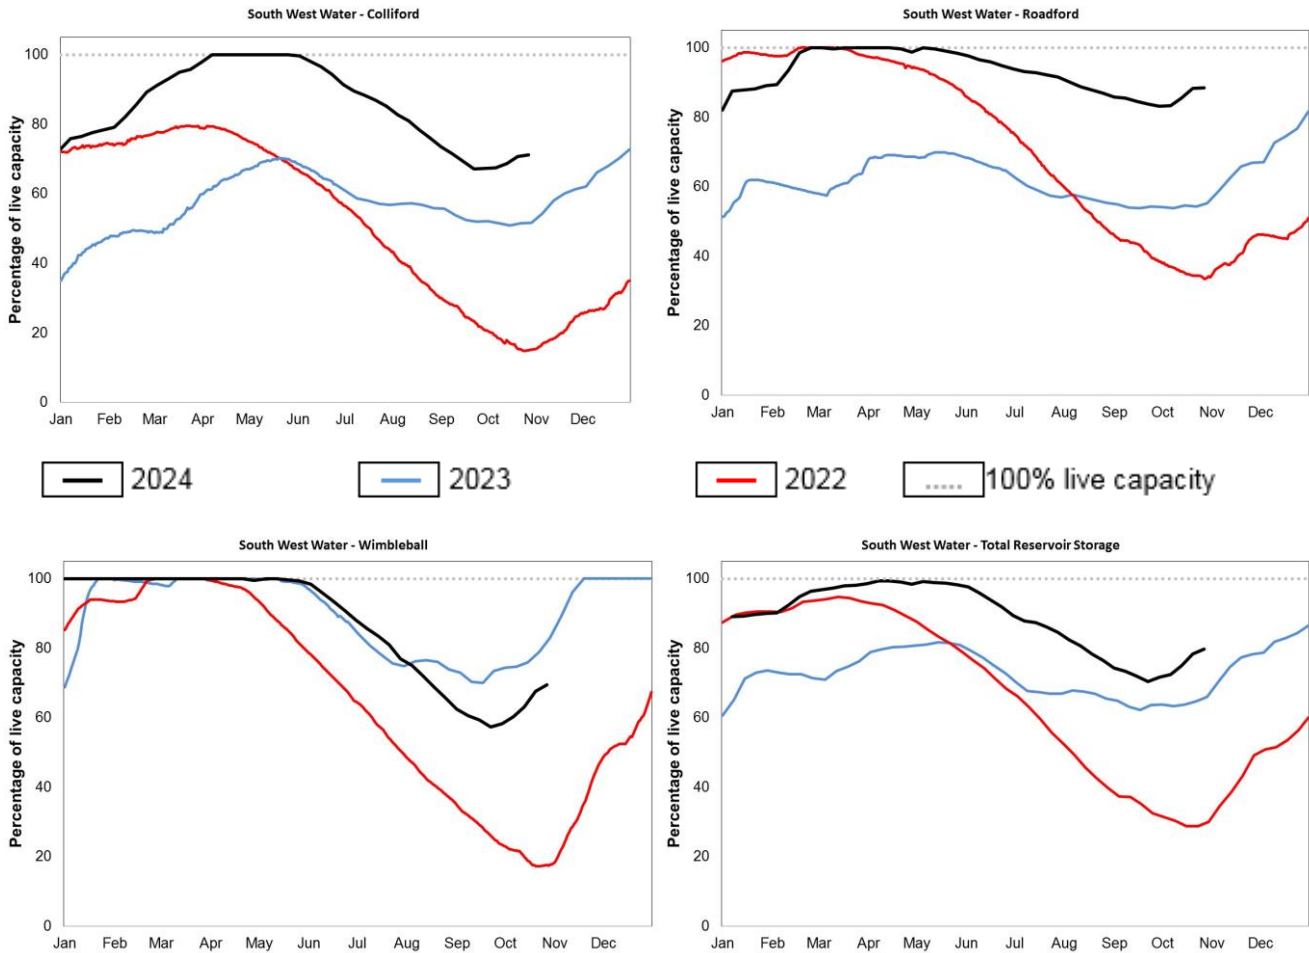 South West Water - Colliford
Percentage of live capacity
100
80
60
40
20
0
Jan Feb Mar Apr May Jun Jul Aug Sep Oct Nov Dec
South West Water - Roadford
Percentage of live capacity
100
80
60
40
20
0
Jan Feb Mar Apr May Jun Jul Aug Sep Oct Nov Dec
2024 2023 2022 100% live capacity
South West Water - Wimbleball
Percentage of live capacity
100
80
60
40
20
0
Jan Feb Mar Apr May Jun Jul Aug Sep Oct Nov Dec
South West Water - Total Reservoir Storage
Percentage of live capacity
100
80
60
40
20
0
Jan Feb Mar Apr May Jun Jul Aug Sep Oct Nov Dec